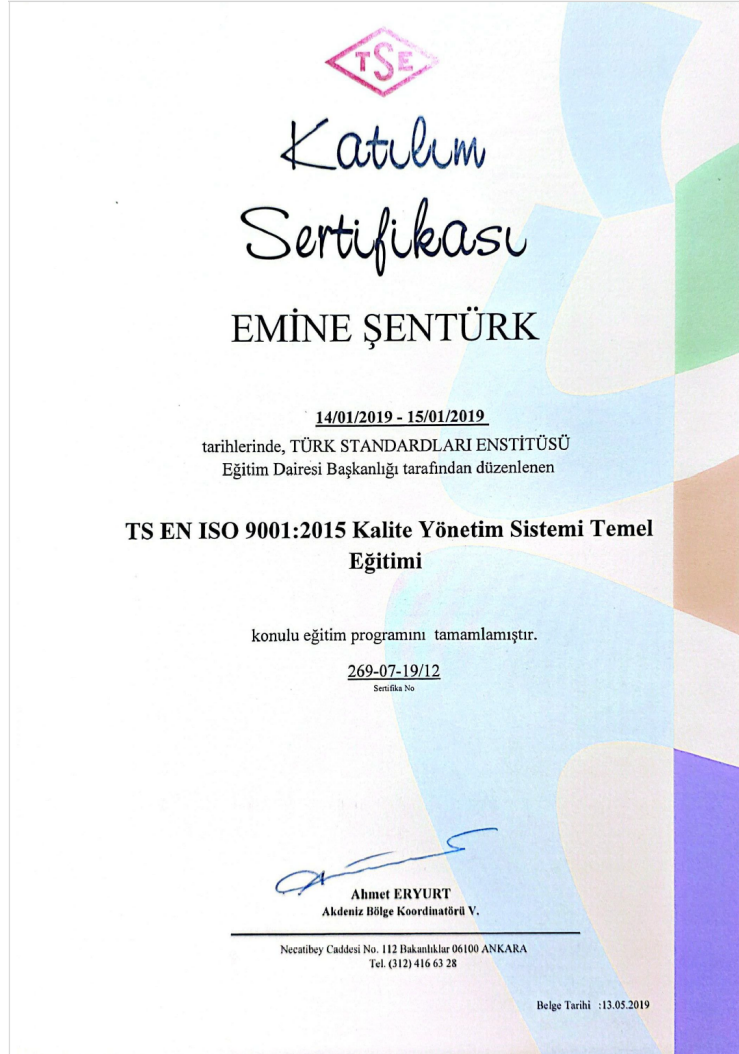 TSE
Katılım
Sertifikası
EMİNE ŞENTÜRK
14/01/2019 - 15/01/2019
tarihlerinde, TÜRK STANDARDLARI ENSTİTÜSÜ
Eğitim Dairesi Başkanlığı tarafından düzenlenen
TS EN ISO 9001:2015 Kalite Yönetim Sistemi Temel
Eğitimi
konulu eğitim programını tamamlamıştır.
269-07-19/12
Sertifika No
Ahmet ERYURT
Akdeniz Bölge Koordinatörü V.
Necatibey Caddesi No. 112 Bakanlıklar 06100 ANKARA
Tel. (312) 416 63 28
Belge Tarihi :13.05.2019